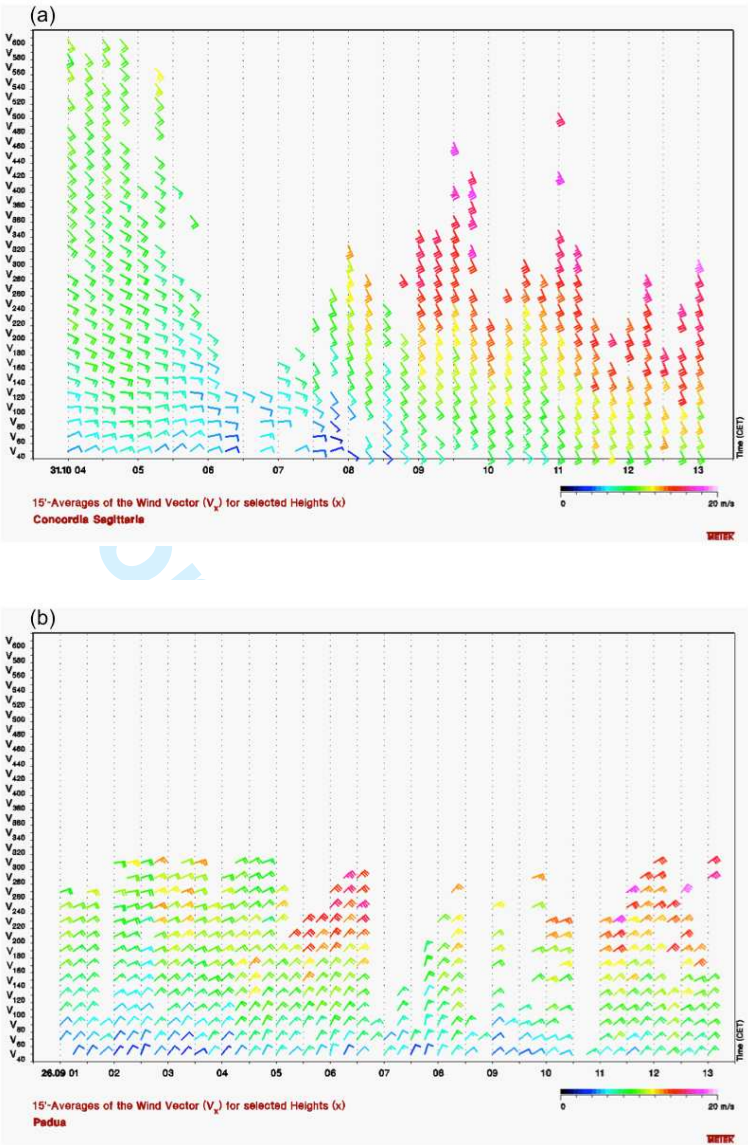 (a)
V600
V580
V560
V540
V520
V500
V480
V460
V440
V420
V400
V380
V360
V340
V320
V300
V280
V260
V240
V220
V200
V180
V160
V140
V120
V100
V80
V60
V40
31.10 04 05 06 07 08 09 10 11 12 13
Time (CET)
15'-Averages of the Wind Vector (Vx) for selected Heights (x)
Concordia Sagittaria
0 20 m/s
METEK
(b)
V600
V580
V560
V540
V520
V500
V480
V460
V440
V420
V400
V380
V360
V340
V320
V300
V280
V260
V240
V220
V200
V180
V160
V140
V120
V100
V80
V60
V40
26.09 01 02 03 04 05 06 07 08 09 10 11 12 13
Time (CET)
15'-Averages of the Wind Vector (Vx) for selected Heights (x)
Padua
0 20 m/s
METEK